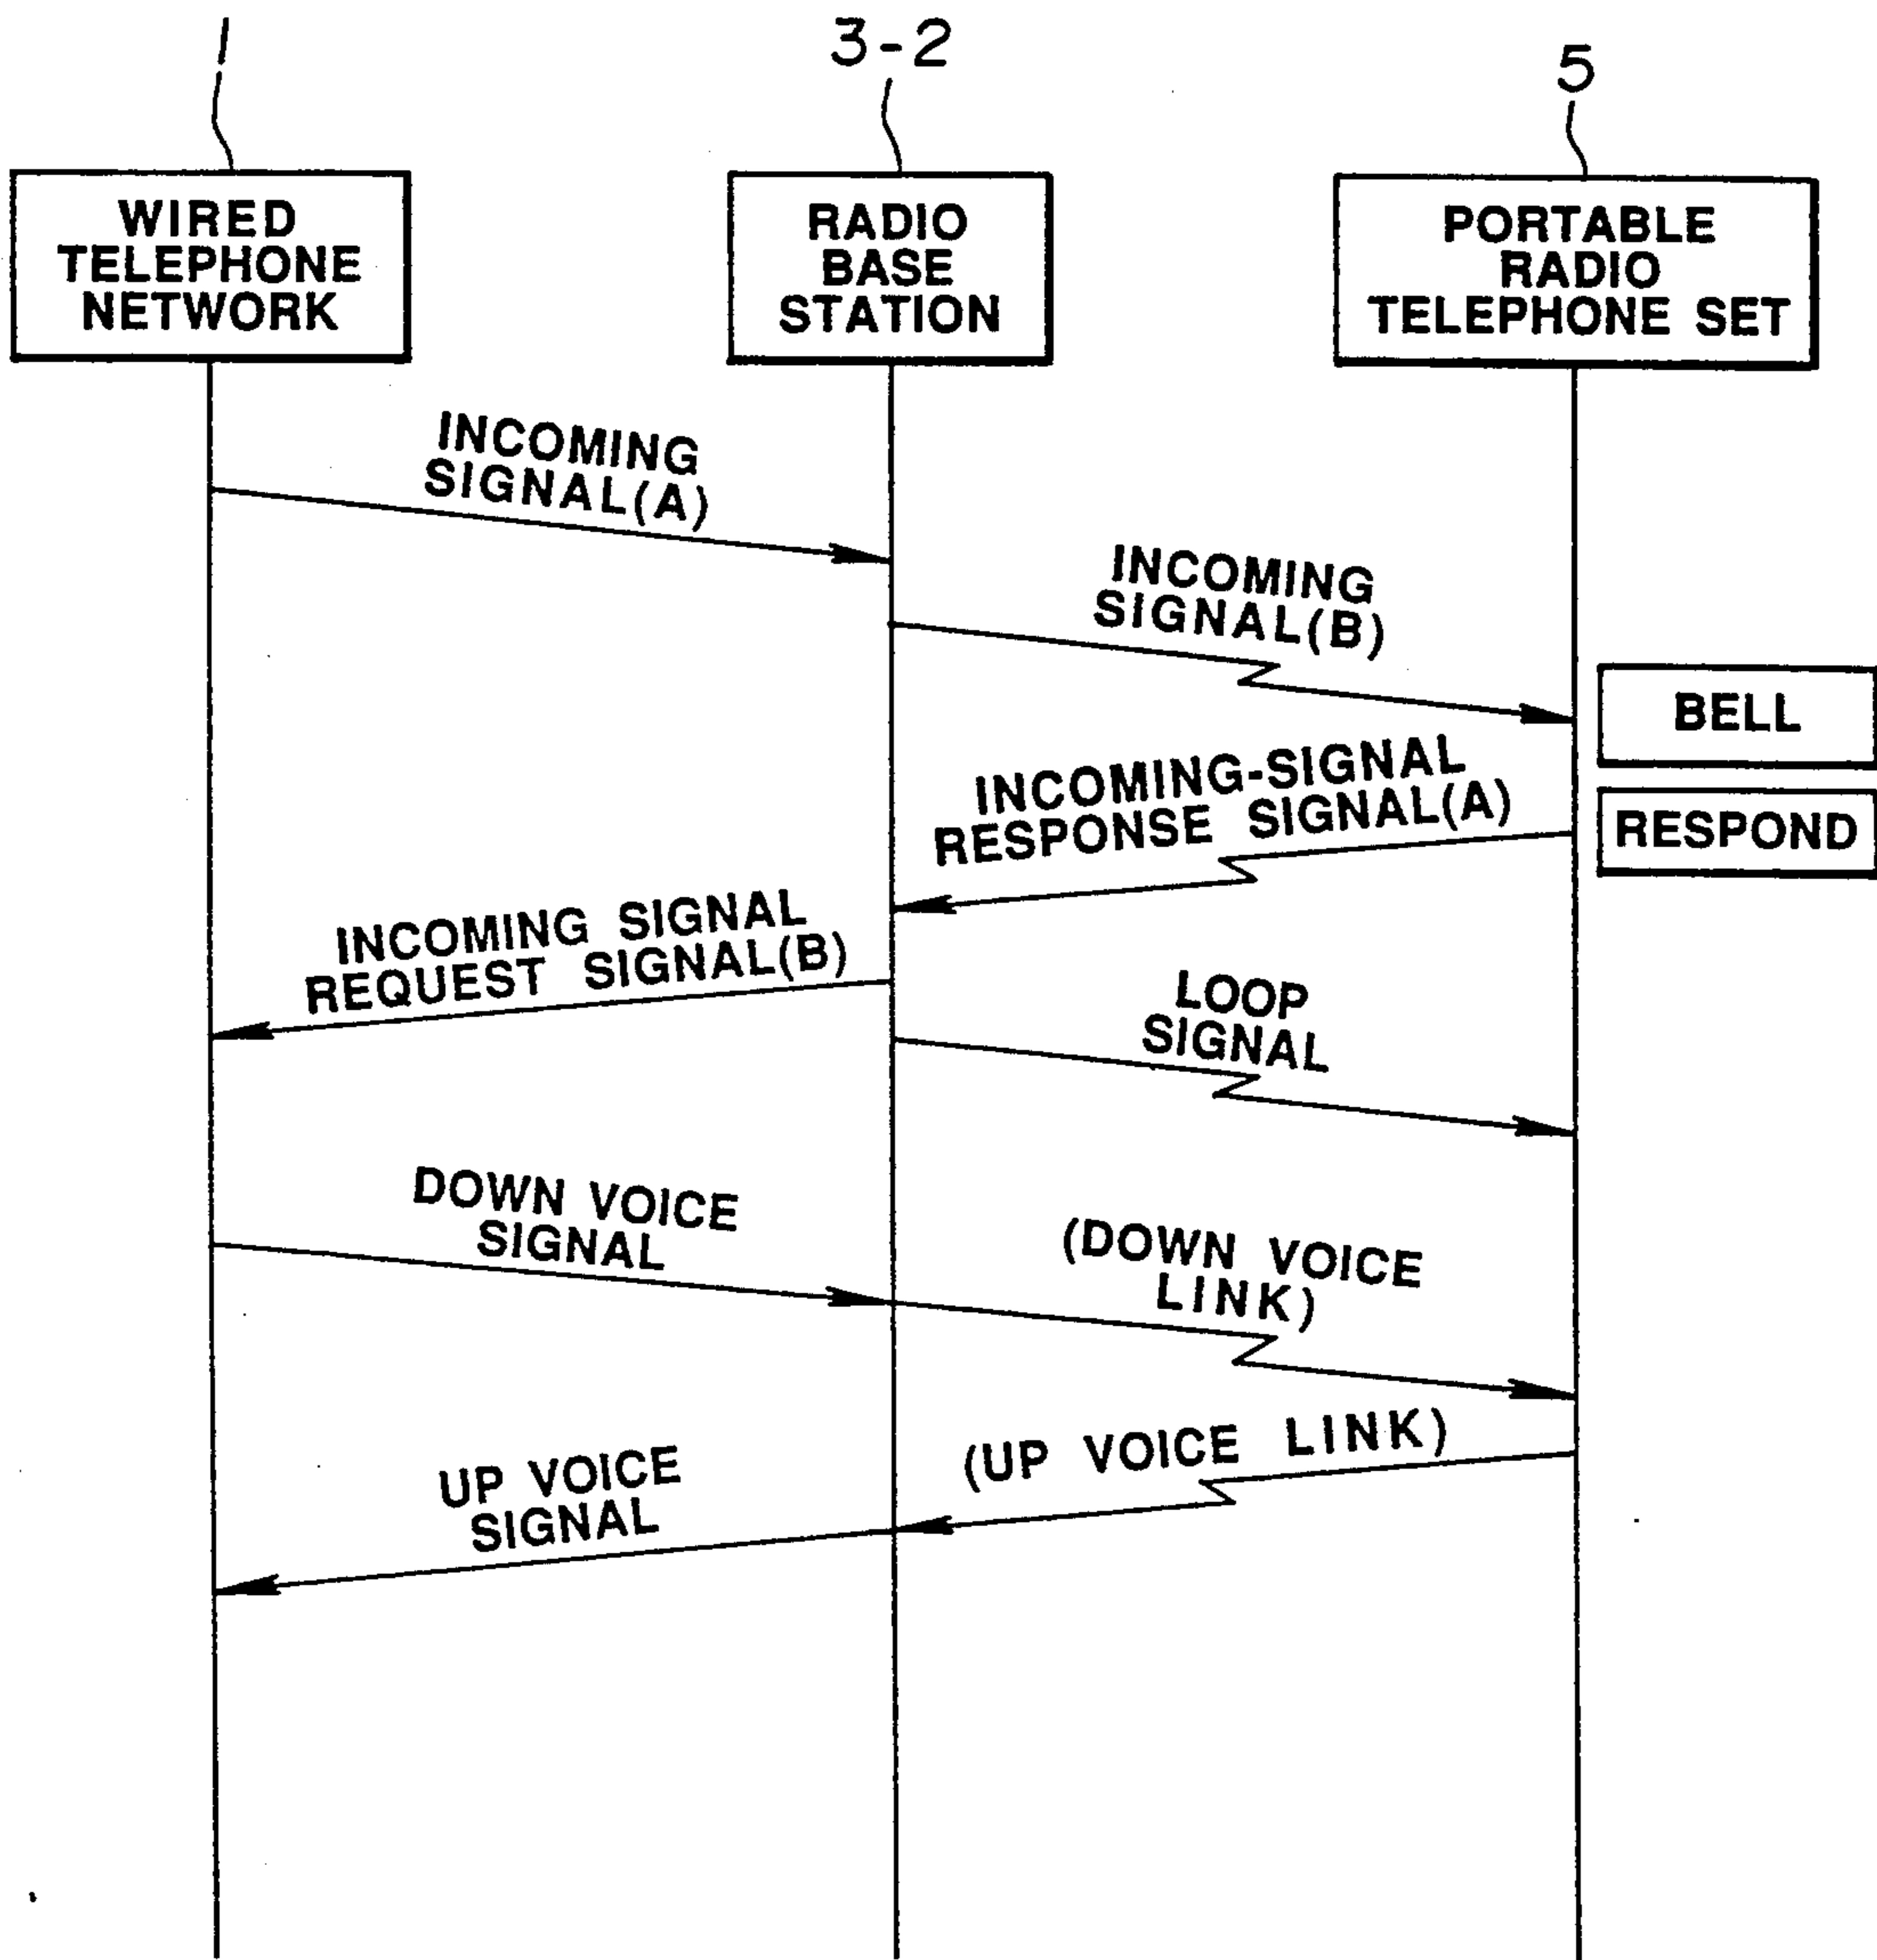 1
3-2
5
WIRED
TELEPHONE
NETWORK
RADIO
BASE
STATION
PORTABLE
RADIO
TELEPHONE SET
INCOMING
SIGNAL(A)
INCOMING
SIGNAL(B)
BELL
INCOMING-SIGNAL
RESPONSE SIGNAL(A)
RESPOND
INCOMING SIGNAL
REQUEST SIGNAL(B)
LOOP
SIGNAL
DOWN VOICE
SIGNAL
(DOWN VOICE
LINK)
(UP VOICE LINK)
UP VOICE
SIGNAL